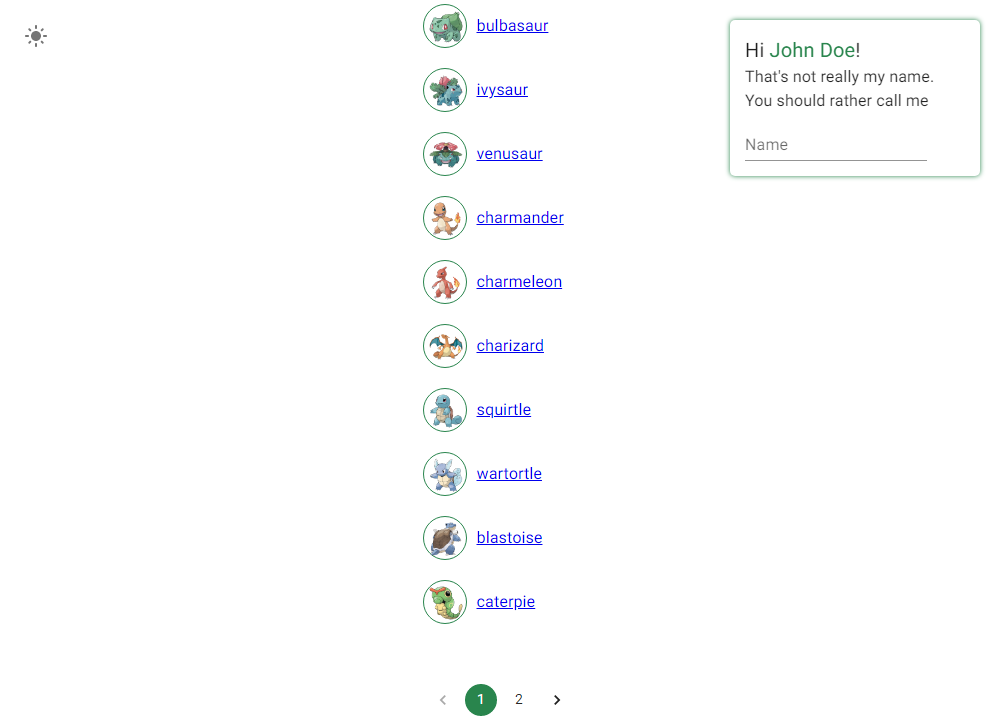 bulbasaur
ivysaur
venusaur
charmander
charmeleon
charizard
squirtle
wartortle
blastoise
caterpie
Hi John Doe!
That's not really my name.
You should rather call me
Name
1 2